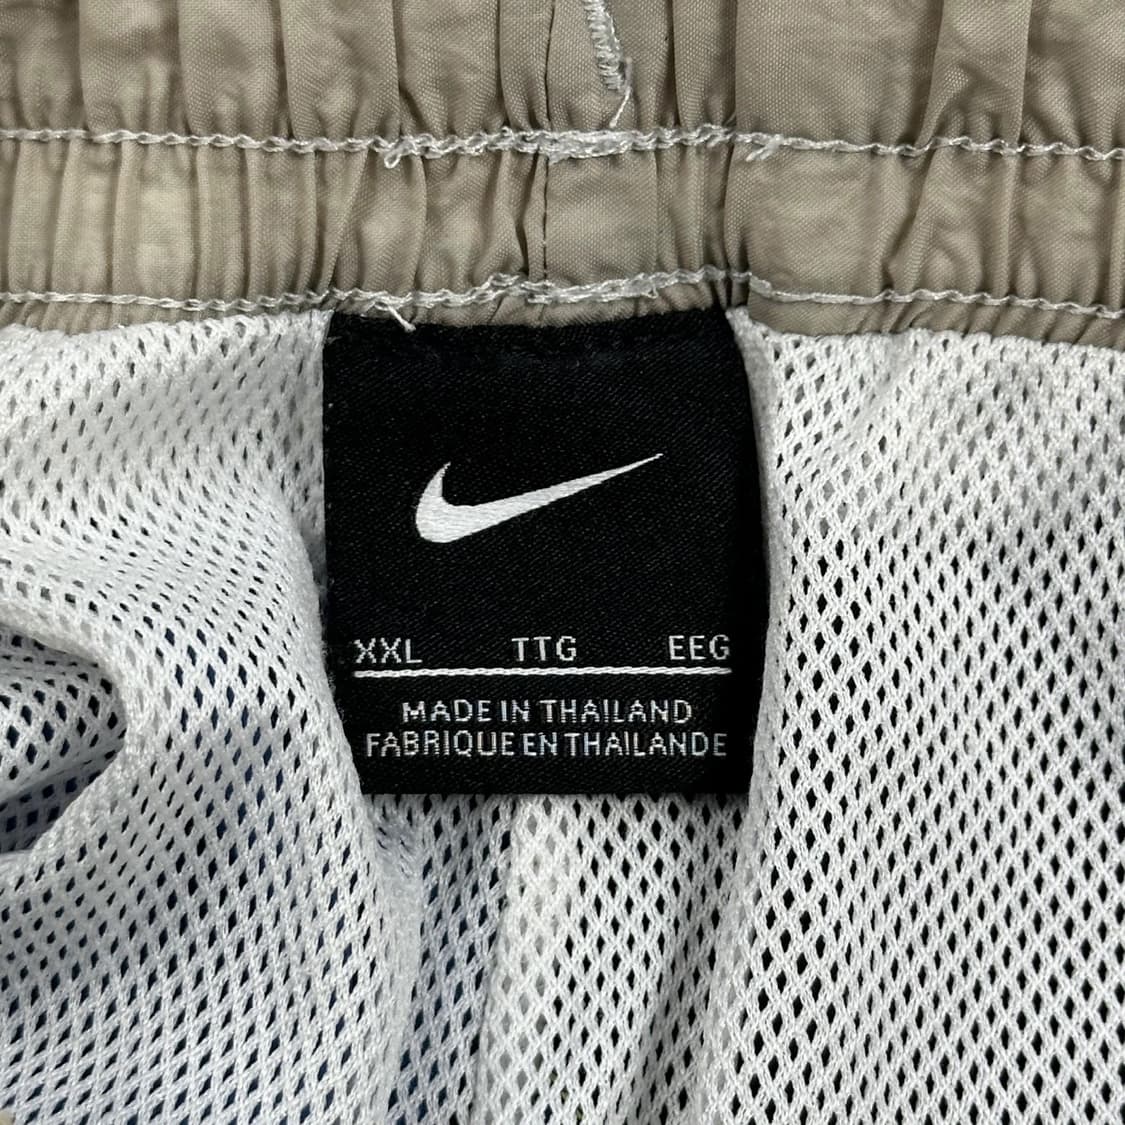 XXL TTG EEG
MADE IN THAILAND
FABRIQUE EN THAILANDE